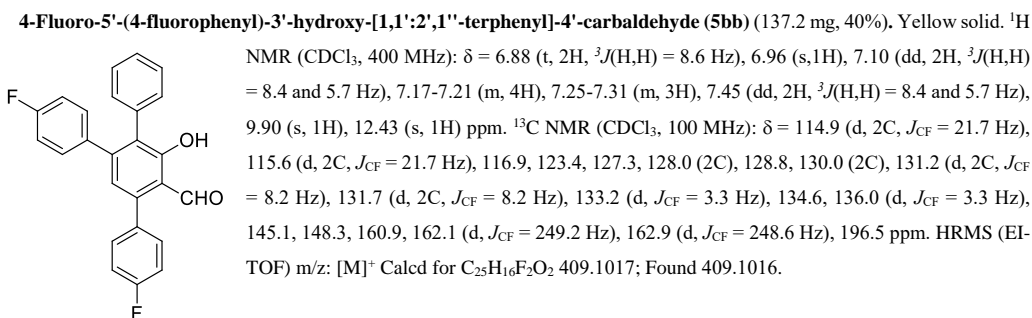 4-Fluoro-5'-(4-fluorophenyl)-3'-hydroxy-[1,1':2',1''-terphenyl]-4'-carbaldehyde (5bb) (137.2 mg, 40%). Yellow solid. ¹H
NMR (CDCl₃, 400 MHz): δ = 6.88 (t, 2H, ³J(H,H) = 8.6 Hz), 6.96 (s,1H), 7.10 (dd, 2H, ³J(H,H)
= 8.4 and 5.7 Hz), 7.17-7.21 (m, 4H), 7.25-7.31 (m, 3H), 7.45 (dd, 2H, ³J(H,H) = 8.4 and 5.7 Hz),
9.90 (s, 1H), 12.43 (s, 1H) ppm. ¹³C NMR (CDCl₃, 100 MHz): δ = 114.9 (d, 2C, J_CF = 21.7 Hz),
115.6 (d, 2C, J_CF = 21.7 Hz), 116.9, 123.4, 127.3, 128.0 (2C), 128.8, 130.0 (2C), 131.2 (d, 2C, J_CF
= 8.2 Hz), 131.7 (d, 2C, J_CF = 8.2 Hz), 133.2 (d, J_CF = 3.3 Hz), 134.6, 136.0 (d, J_CF = 3.3 Hz),
145.1, 148.3, 160.9, 162.1 (d, J_CF = 249.2 Hz), 162.9 (d, J_CF = 248.6 Hz), 196.5 ppm. HRMS (EI-
TOF) m/z: [M]⁺ Calcd for C₂₅H₁₆F₂O₂ 409.1017; Found 409.1016.
F
OH
CHO
F